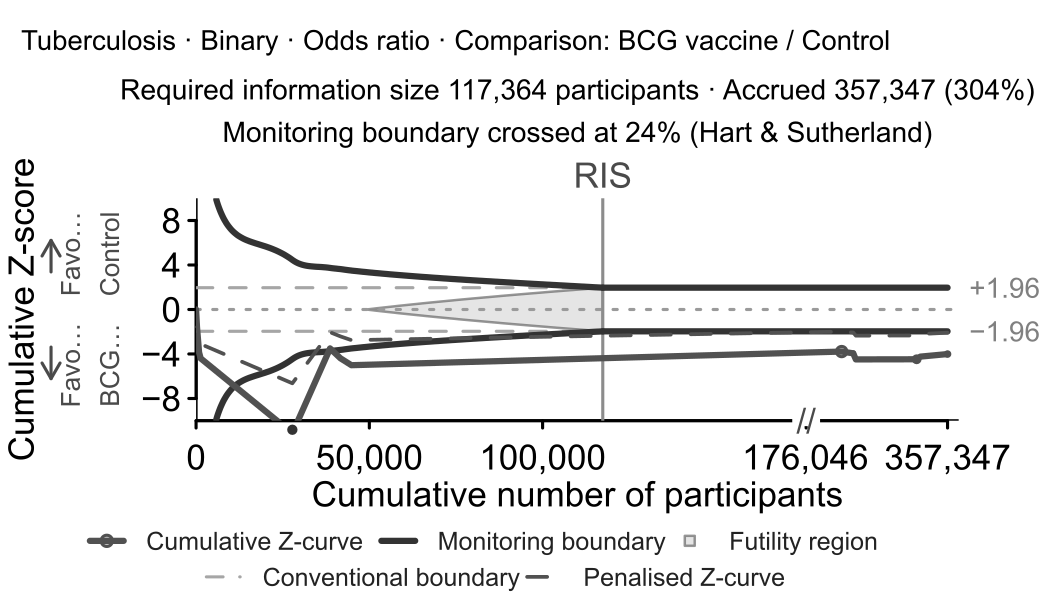 Tuberculosis · Binary · Odds ratio · Comparison: BCG vaccine / Control
Required information size 117,364 participants · Accrued 357,347 (304%)
Monitoring boundary crossed at 24% (Hart & Sutherland)
RIS
Cumulative Z-score
Favo…
Control
Favo…
BCG…
8
4
0
−4
−8
+1.96
−1.96
0
50,000
100,000
176,046
357,347
Cumulative number of participants
Cumulative Z-curve
Monitoring boundary
Futility region
Conventional boundary
Penalised Z-curve